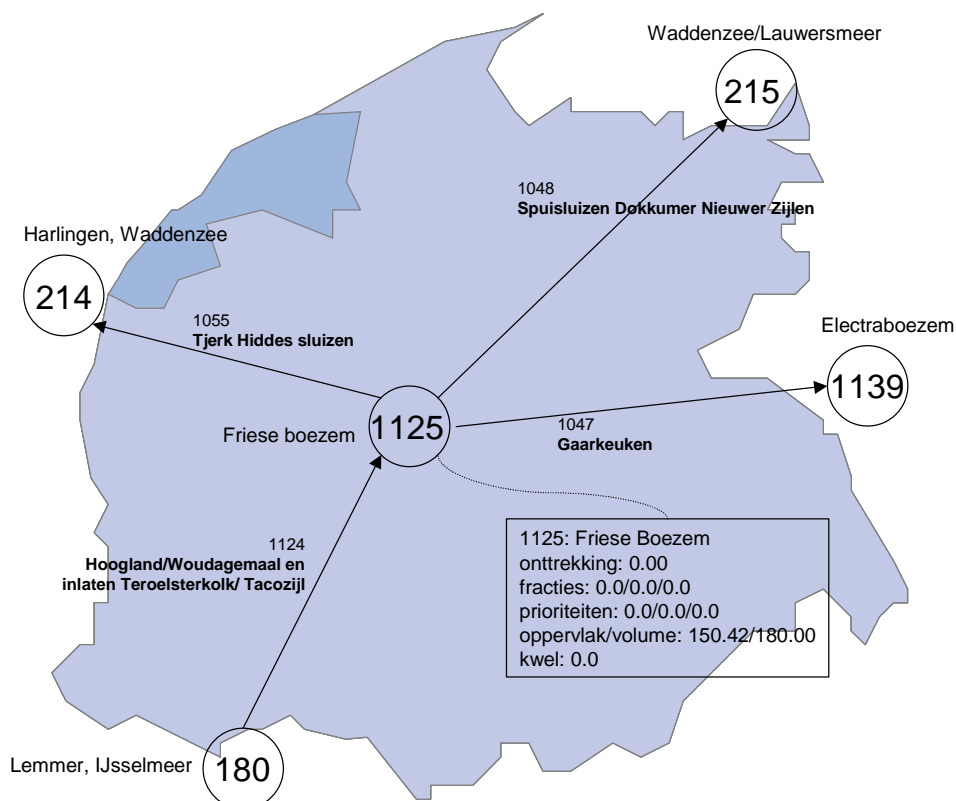 Waddenzee/Lauwersmeer
215
1048
Spuisluizen Dokkumer Nieuwer Zijlen
Harlingen, Waddenzee
214
1055
Tjerk Hiddes sluizen
Electraboezem
1139
Friese boezem
1125
1047
Gaarkeuken
1124
Hoogland/Woudagemaal en
inlaten Teroelsterkolk/ Tacozijl
1125: Friese Boezem
onttrekking: 0.00
fracties: 0.0/0.0/0.0
prioriteiten: 0.0/0.0/0.0
oppervlak/volume: 150.42/180.00
kwel: 0.0
Lemmer, IJsselmeer
180